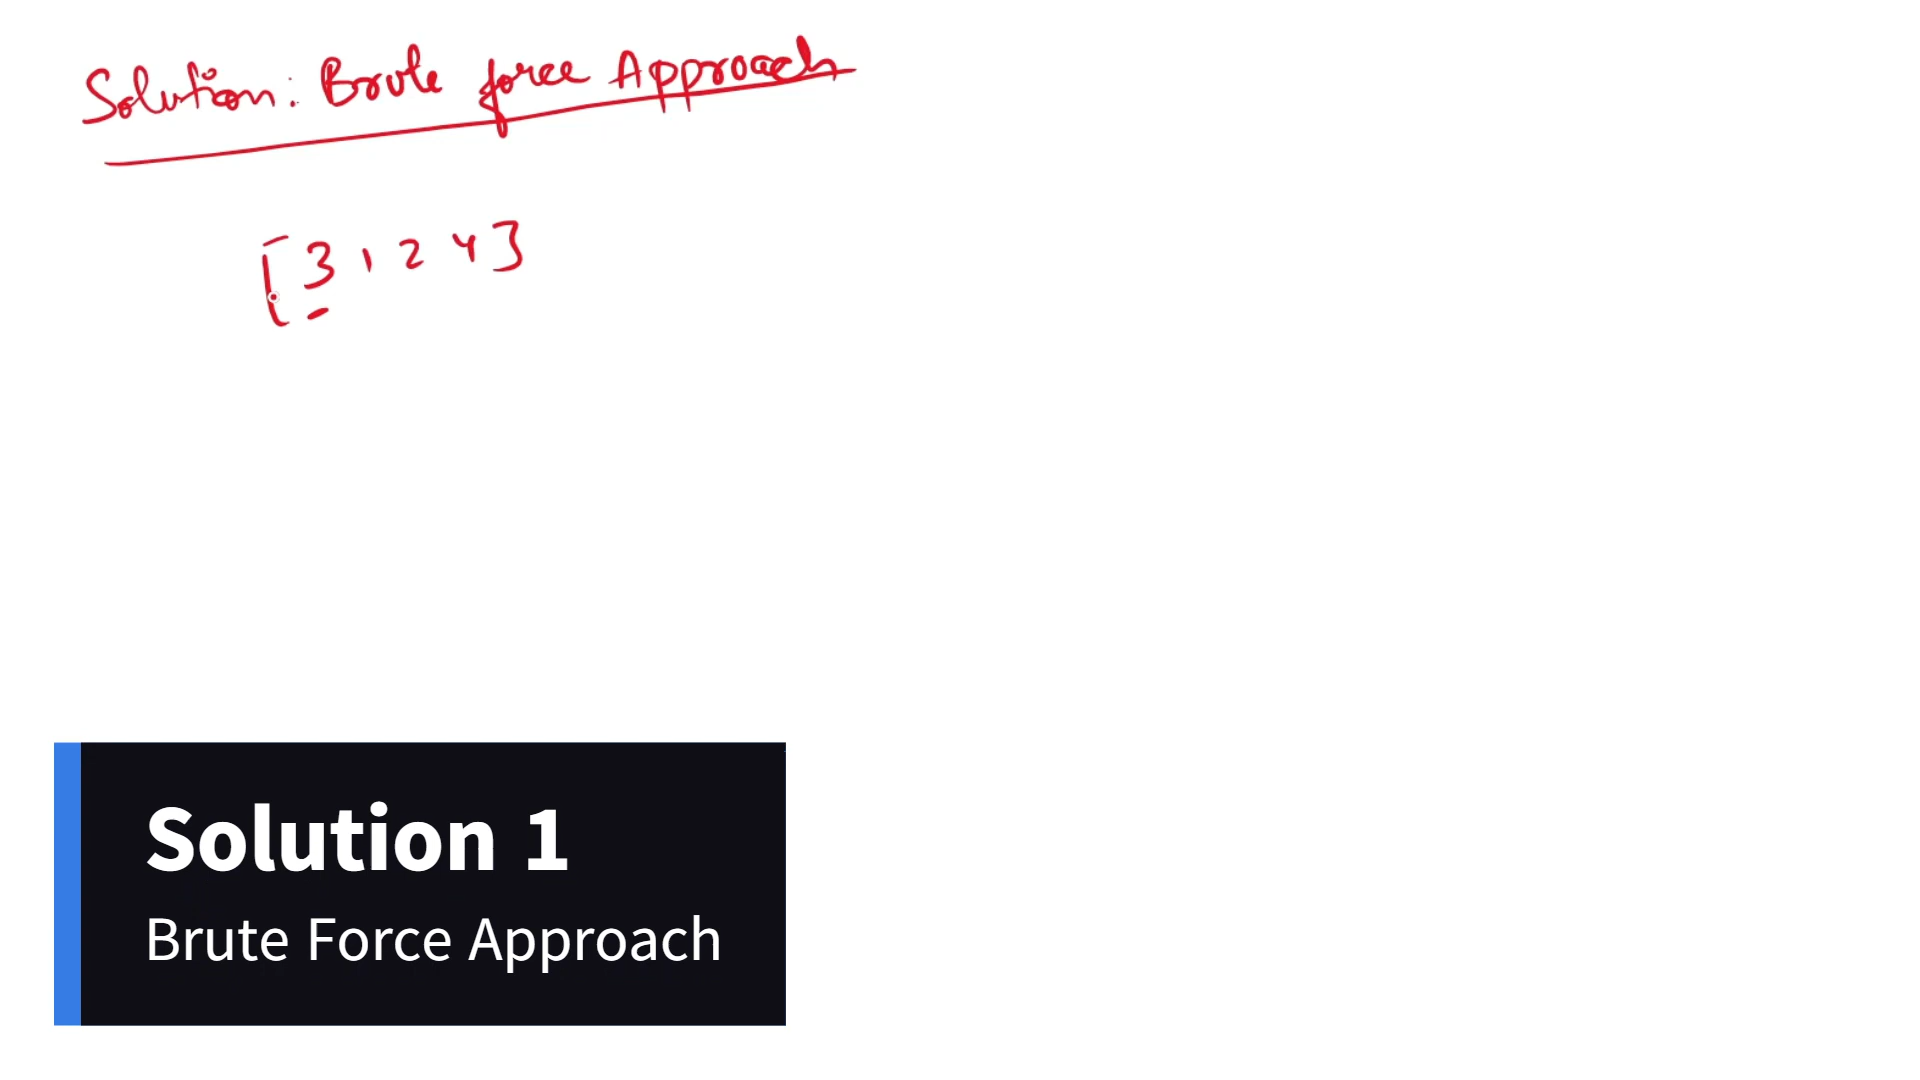 Solution: Brute force Approach
[3 1 2 4]
Solution 1
Brute Force Approach